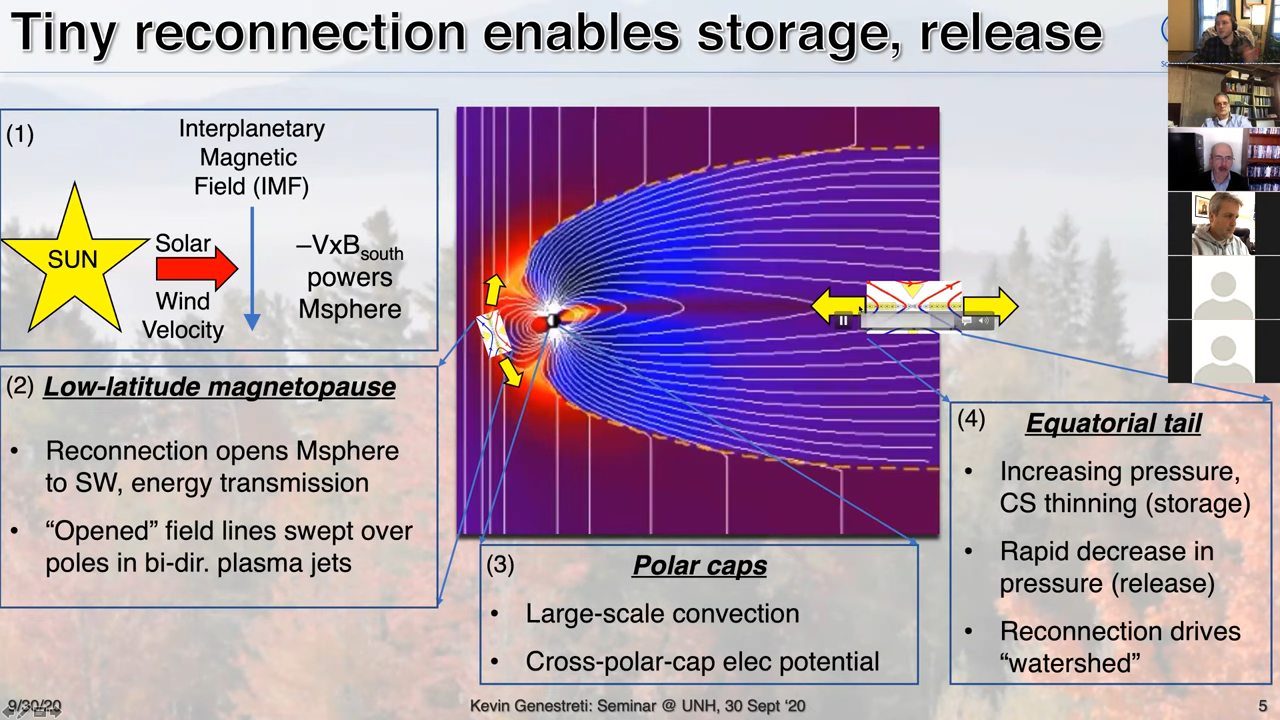 Tiny reconnection enables storage, release
(1)
Interplanetary
Magnetic
Field (IMF)
SUN
Solar
Wind
Velocity
–VxBsouth
powers
Msphere
(2) Low-latitude magnetopause
• Reconnection opens Msphere
to SW, energy transmission
• “Opened” field lines swept over
poles in bi-dir. plasma jets
(3) Polar caps
• Large-scale convection
• Cross-polar-cap elec potential
(4) Equatorial tail
• Increasing pressure,
CS thinning (storage)
• Rapid decrease in
pressure (release)
• Reconnection drives
“watershed”
9/30/20
Kevin Genestreti: Seminar @ UNH, 30 Sept ‘20
5